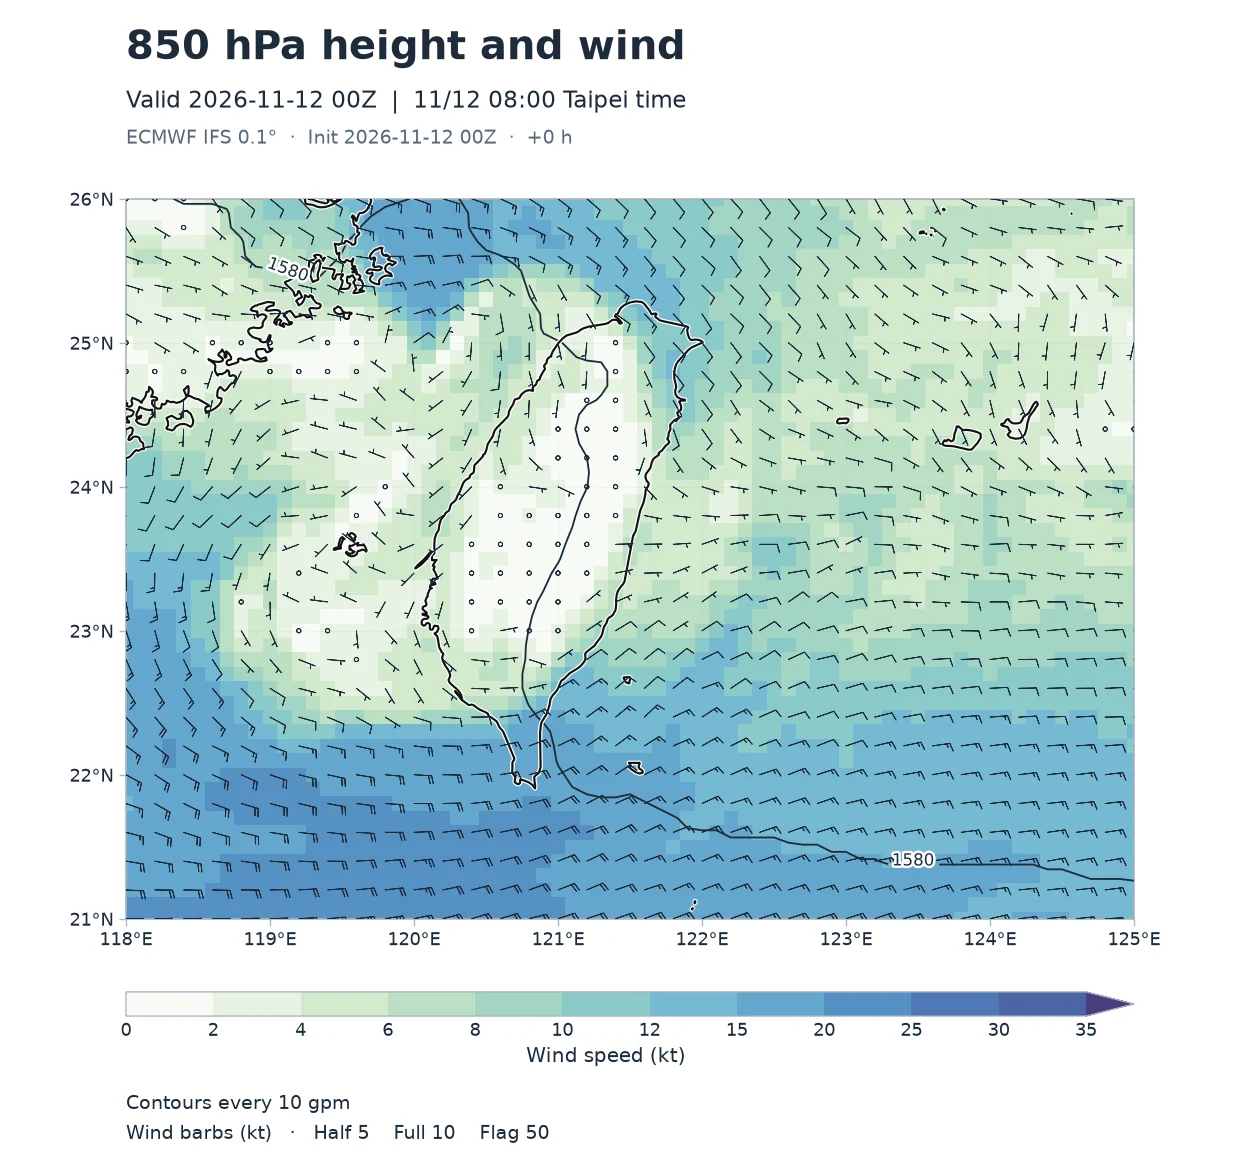 850 hPa height and wind
Valid 2026-11-12 00Z | 11/12 08:00 Taipei time
ECMWF IFS 0.1° · Init 2026-11-12 00Z · +0 h
26°N
1580
25°N
24°N
23°N
22°N
1580
21°N
118°E 119°E 120°E 121°E 122°E 123°E 124°E 125°E
0 2 4 6 8 10 12 15 20 25 30 35
Wind speed (kt)
Contours every 10 gpm
Wind barbs (kt) · Half 5 Full 10 Flag 50